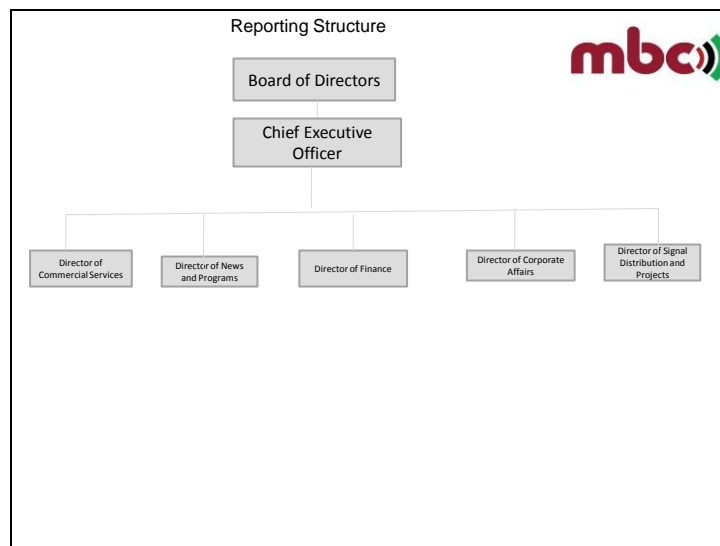 Reporting Structure
mbc
Board of Directors
Chief Executive
Officer
Director of
Commercial Services
Director of News
and Programs
Director of Finance
Director of Corporate
Affairs
Director of Signal
Distribution and
Projects